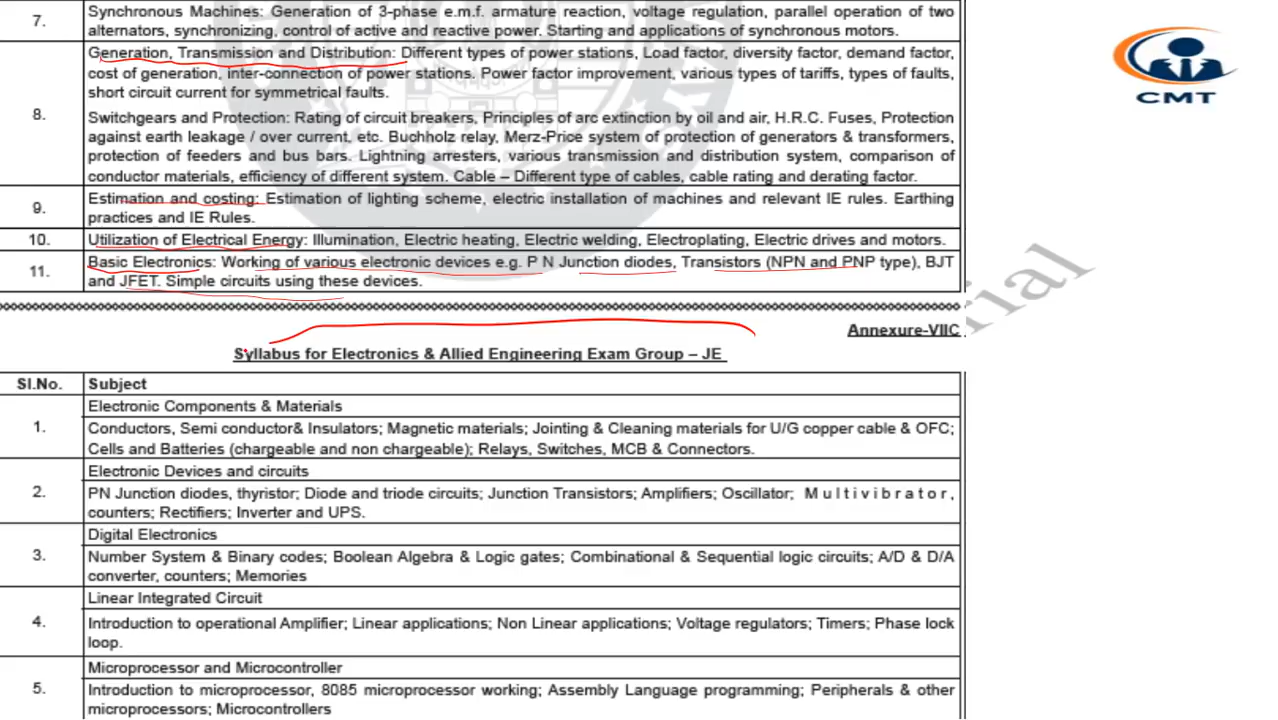 7.
Synchronous Machines: Generation of 3-phase e.m.f. armature reaction, voltage regulation, parallel operation of two
alternators, synchronizing, control of active and reactive power. Starting and applications of synchronous motors.
8.
Generation, Transmission and Distribution: Different types of power stations, Load factor, diversity factor, demand factor,
cost of generation, inter-connection of power stations. Power factor improvement, various types of tariffs, types of faults,
short circuit current for symmetrical faults.
Switchgears and Protection: Rating of circuit breakers, Principles of arc extinction by oil and air, H.R.C. Fuses, Protection
against earth leakage / over current, etc. Buchholz relay, Merz-Price system of protection of generators & transformers,
protection of feeders and bus bars. Lightning arresters, various transmission and distribution system, comparison of
conductor materials, efficiency of different system. Cable – Different type of cables, cable rating and derating factor.
9.
Estimation and costing: Estimation of lighting scheme, electric installation of machines and relevant IE rules. Earthing
practices and IE Rules.
10.
Utilization of Electrical Energy: Illumination, Electric heating, Electric welding, Electroplating, Electric drives and motors.
11.
Basic Electronics: Working of various electronic devices e.g. P N Junction diodes, Transistors (NPN and PNP type), BJT
and JFET. Simple circuits using these devices.
Annexure-VIIC
Syllabus for Electronics & Allied Engineering Exam Group – JE
Sl.No.
Subject
1.
Electronic Components & Materials
Conductors, Semi conductor& Insulators; Magnetic materials; Jointing & Cleaning materials for U/G copper cable & OFC;
Cells and Batteries (chargeable and non chargeable); Relays, Switches, MCB & Connectors.
2.
Electronic Devices and circuits
PN Junction diodes, thyristor; Diode and triode circuits; Junction Transistors; Amplifiers; Oscillator; Multivibrator,
counters; Rectifiers; Inverter and UPS.
3.
Digital Electronics
Number System & Binary codes; Boolean Algebra & Logic gates; Combinational & Sequential logic circuits; A/D & D/A
converter, counters; Memories
4.
Linear Integrated Circuit
Introduction to operational Amplifier; Linear applications; Non Linear applications; Voltage regulators; Timers; Phase lock
loop.
5.
Microprocessor and Microcontroller
Introduction to microprocessor, 8085 microprocessor working; Assembly Language programming; Peripherals & other
microprocessors; Microcontrollers
CMT